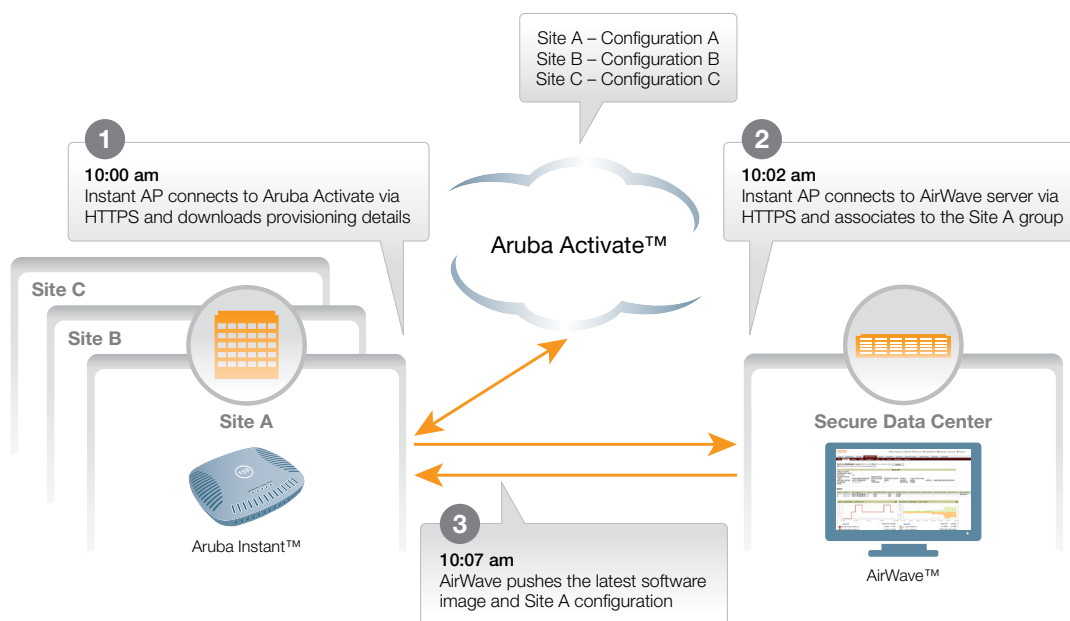 Site A – Configuration A
Site B – Configuration B
Site C – Configuration C
1
10:00 am
Instant AP connects to Aruba Activate via
HTTPS and downloads provisioning details
2
10:02 am
Instant AP connects to AirWave server via
HTTPS and associates to the Site A group
Aruba Activate™
Site C
Site B
Site A
Aruba Instant™
Secure Data Center
AirWave™
3
10:07 am
AirWave pushes the latest software
image and Site A configuration